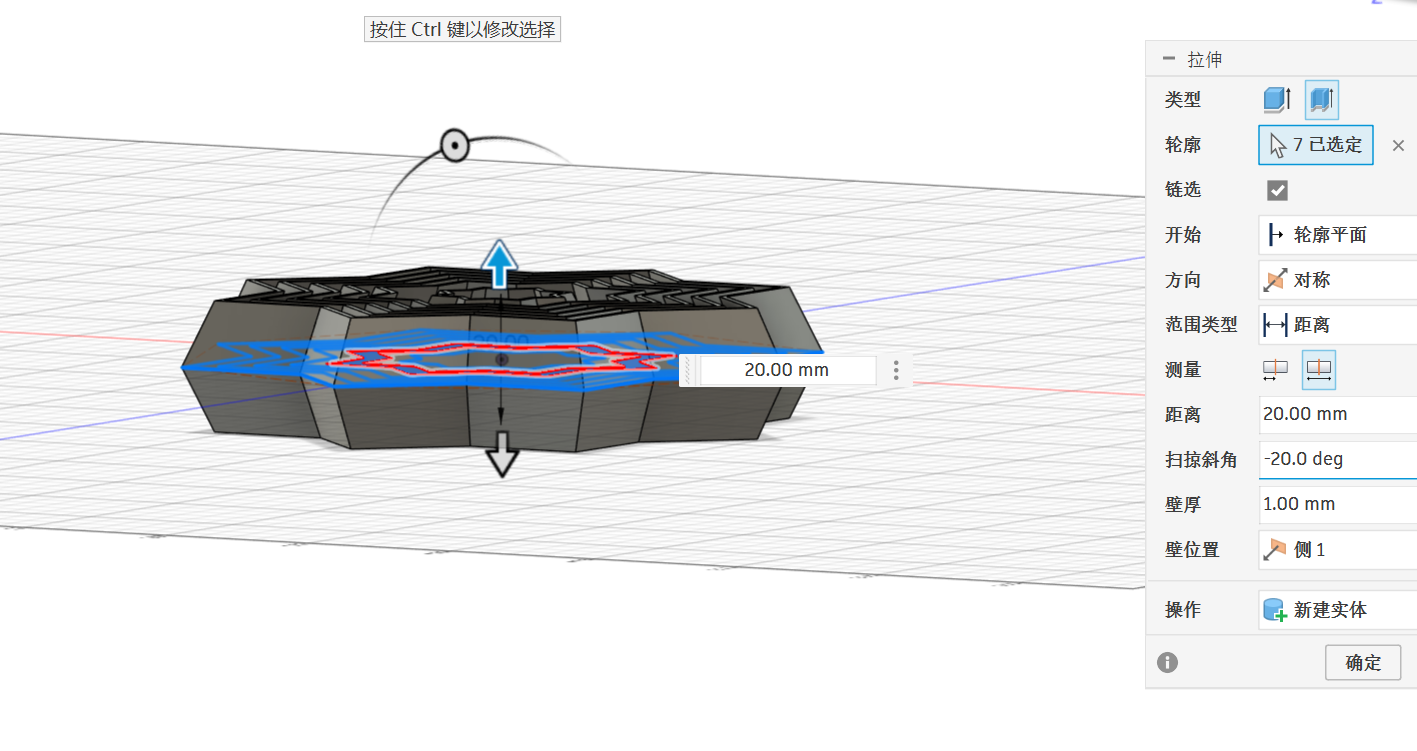 按住 Ctrl 键以修改选择
拉伸
类型
轮廓
7 已选定
链选
开始
轮廓平面
方向
对称
范围类型
距离
测量
距离
20.00 mm
扫掠斜角
-20.0 deg
壁厚
1.00 mm
壁位置
侧 1
操作
新建实体
确定
20.00 mm
20.00